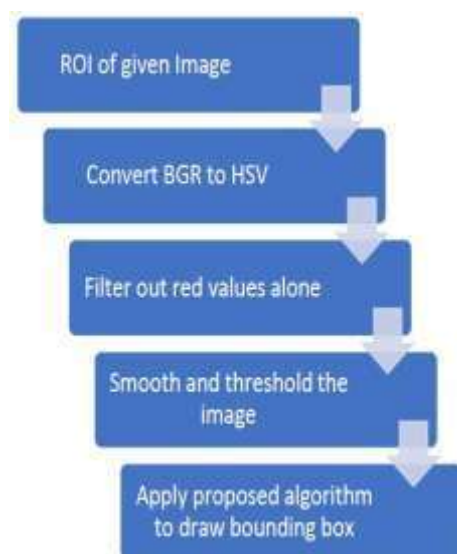 ROI of given Image
Convert BGR to HSV
Filter out red values alone
Smooth and threshold the
image
Apply proposed algorithm
to draw bounding box